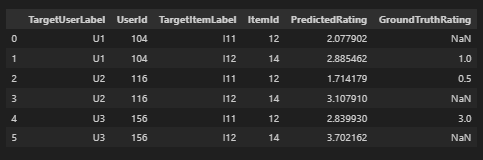 TargetUserLabel UserId TargetItemLabel ItemId PredictedRating GroundTruthRating
0 U1 104 I11 12 2.077902 NaN
1 U1 104 I12 14 2.885462 1.0
2 U2 116 I11 12 1.714179 0.5
3 U2 116 I12 14 3.107910 NaN
4 U3 156 I11 12 2.839930 3.0
5 U3 156 I12 14 3.702162 NaN